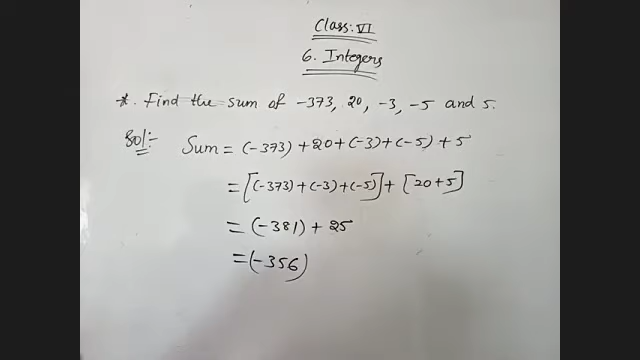 Class: VI
6. Integers
*. Find the sum of -373, 20, -3, -5 and 5.
Sol:-
Sum = (-373) + 20 + (-3) + (-5) + 5
= [(-373) + (-3) + (-5)] + [20 + 5]
= (-381) + 25
= (-356)